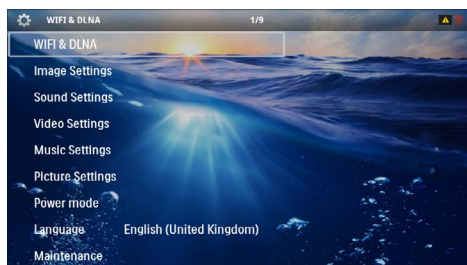 WIFI & DLNA 1/9
WIFI & DLNA
Image Settings
Sound Settings
Video Settings
Music Settings
Picture Settings
Power mode
Language English (United Kingdom)
Maintenance